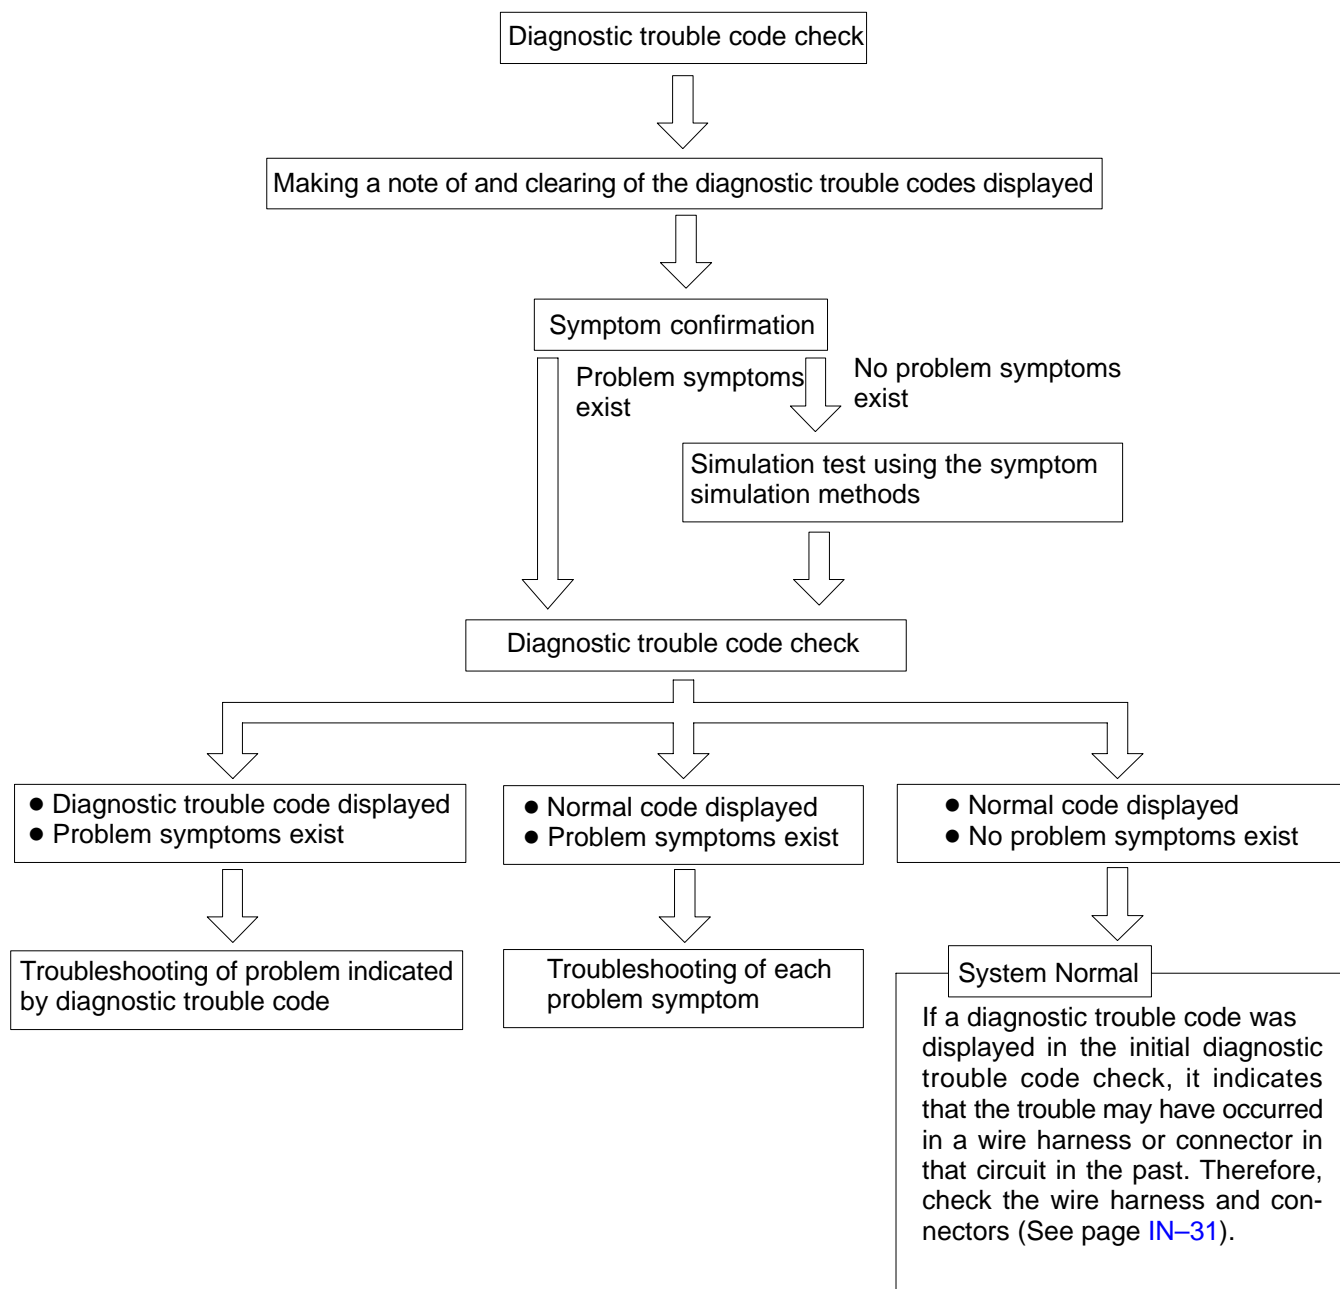 Diagnostic trouble code check
Making a note of and clearing of the diagnostic trouble codes displayed
Symptom confirmation
Problem symptoms
exist
No problem symptoms
exist
Simulation test using the symptom
simulation methods
Diagnostic trouble code check
● Diagnostic trouble code displayed
● Problem symptoms exist
● Normal code displayed
● Problem symptoms exist
● Normal code displayed
● No problem symptoms exist
Troubleshooting of problem indicated
by diagnostic trouble code
Troubleshooting of each
problem symptom
System Normal
If a diagnostic trouble code was
displayed in the initial diagnostic
trouble code check, it indicates
that the trouble may have occurred
in a wire harness or connector in
that circuit in the past. Therefore,
check the wire harness and con-
nectors (See page IN–31).